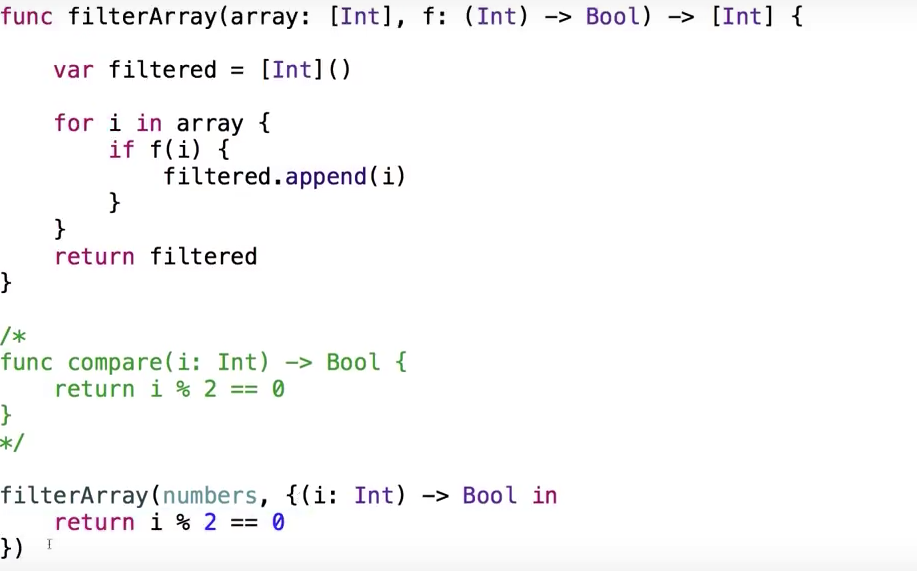 func filterArray(array: [Int], f: (Int) -> Bool) -> [Int] {
    var filtered = [Int]()
    for i in array {
        if f(i) {
            filtered.append(i)
        }
    }
    return filtered
}
/*
func compare(i: Int) -> Bool {
    return i % 2 == 0
}
*/
filterArray(numbers, {(i: Int) -> Bool in
    return i % 2 == 0
})